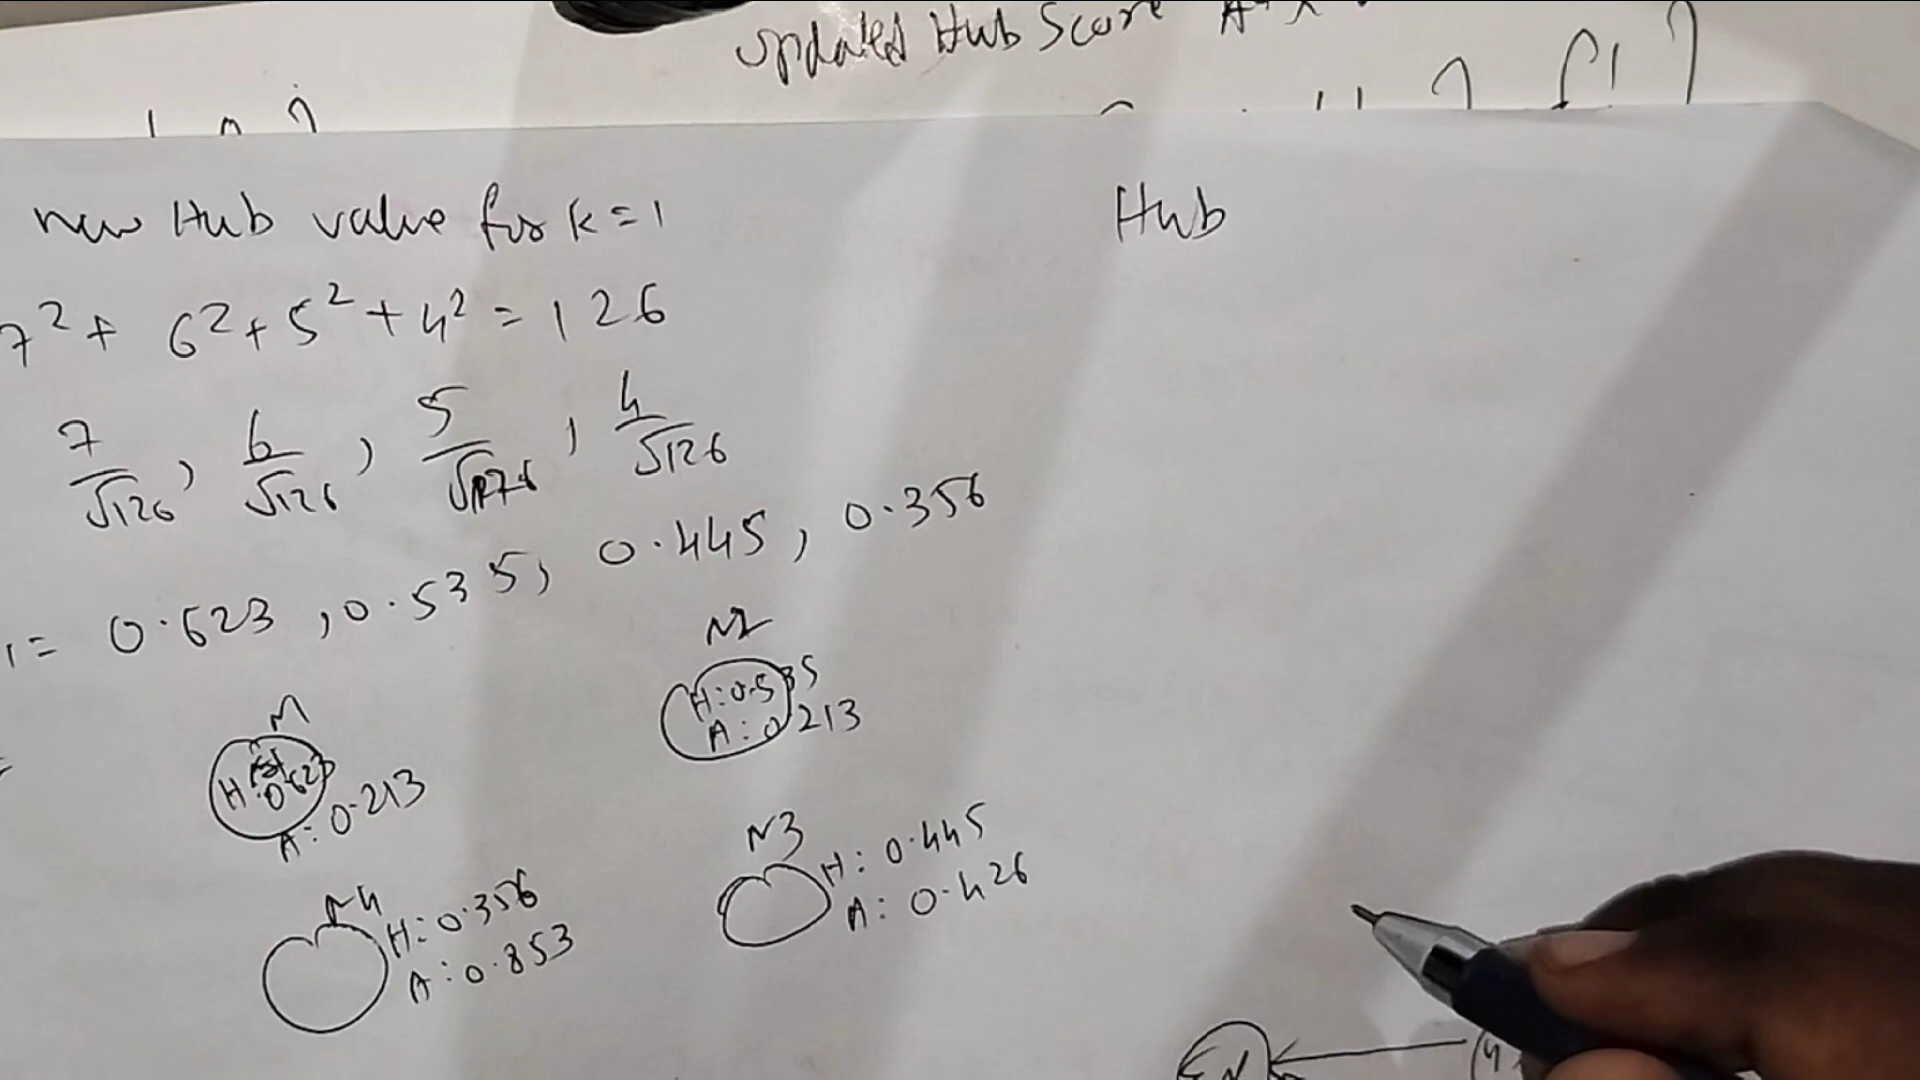 updated Hub Score
new Hub value for k=1
Hub
7² + 6² + 5² + 4² = 126
7/√126, 6/√126, 5/√126, 4/√126
1 = 0.623, 0.535, 0.445, 0.356
N2
H:0.535
A:0.213
H:0.623
A:0.213
N3
H:0.445
A:0.426
N4
H:0.356
A:0.853